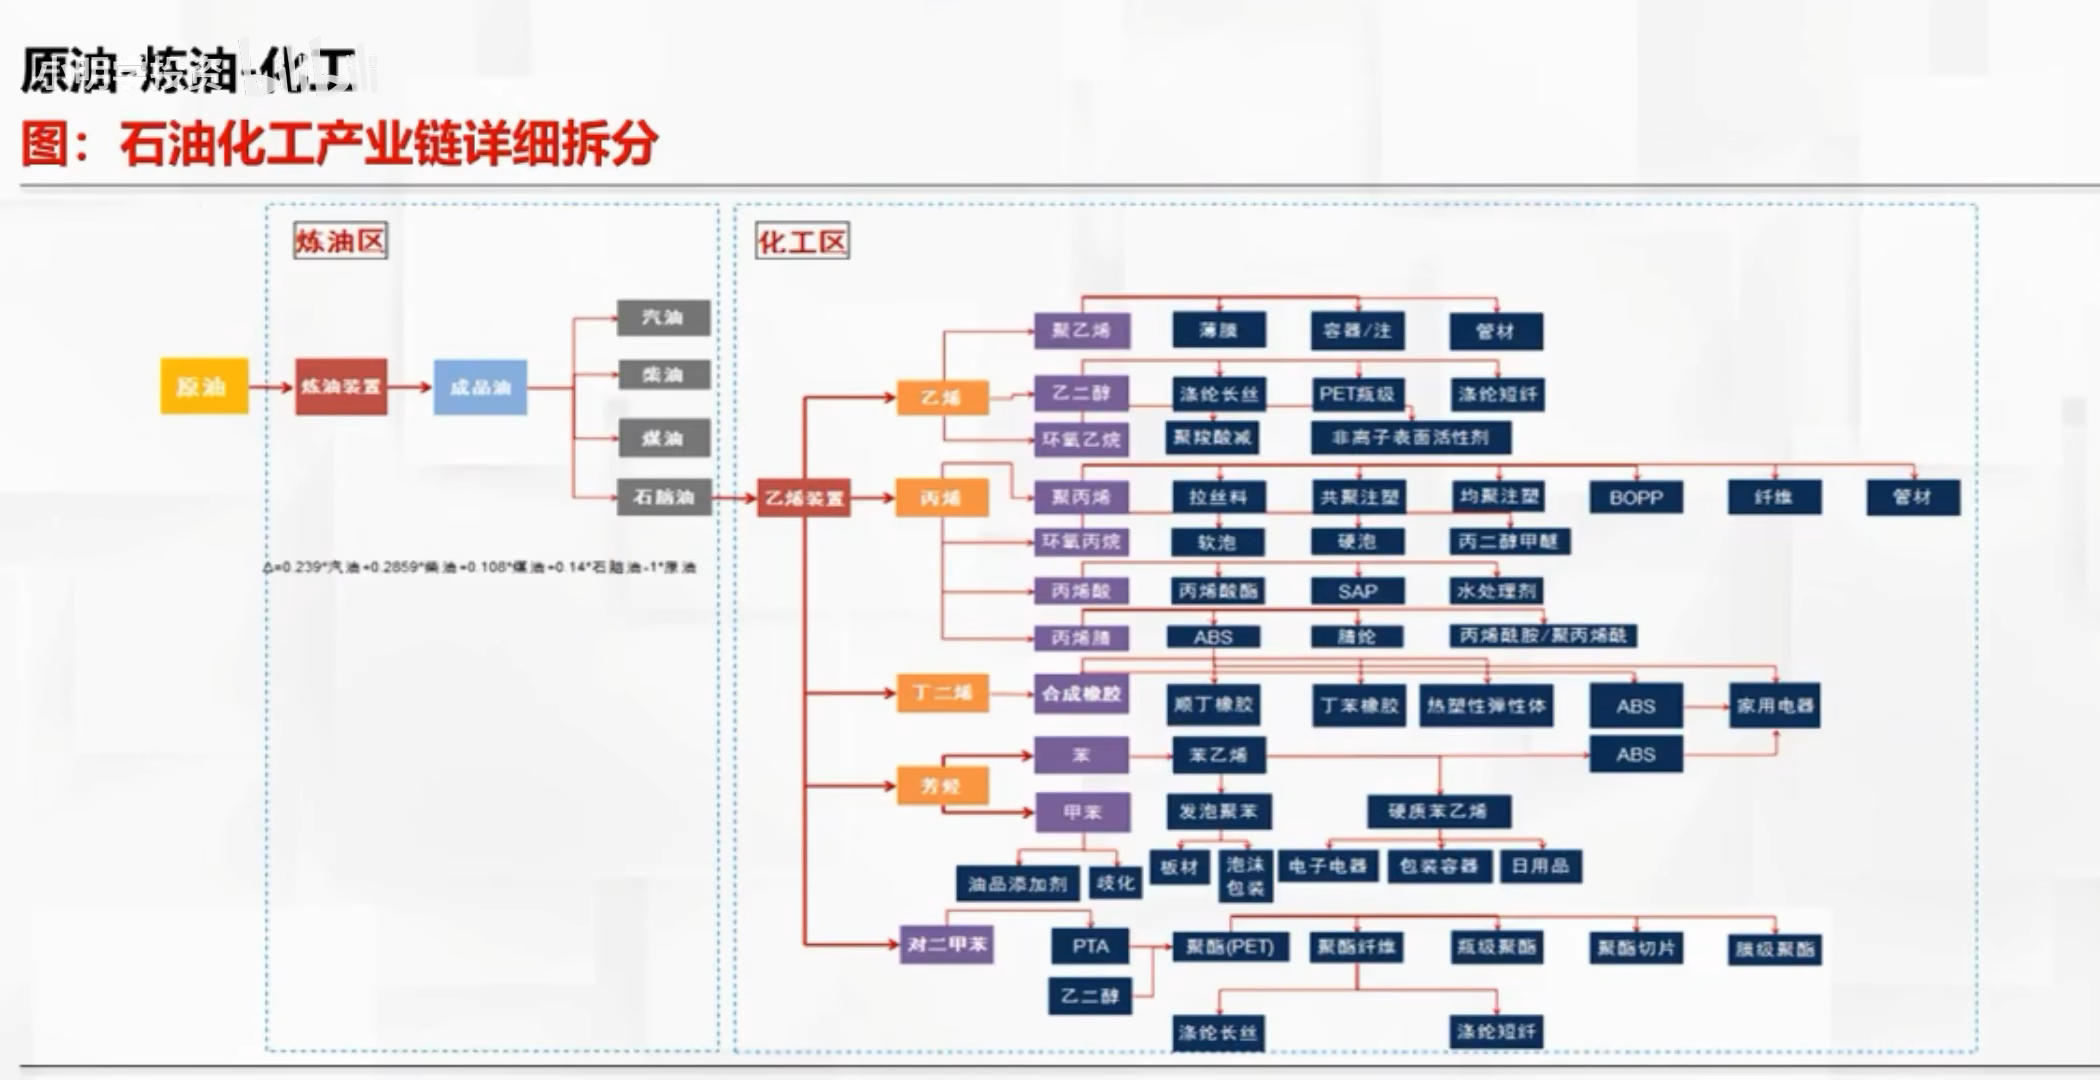 原油-炼油-化工
图：石油化工产业链详细拆分
炼油区
化工区
原油
炼油装置
成品油
汽油
柴油
煤油
石脑油
△=0.239*汽油+0.2859*柴油+0.108*煤油+0.14*石脑油-1*原油
乙烯装置
乙烯
聚乙烯
薄膜
容器/注
管材
乙二醇
涤纶长丝
PET瓶级
涤纶短纤
环氧乙烷
聚羧酸减
非离子表面活性剂
丙烯
聚丙烯
拉丝料
共聚注塑
均聚注塑
BOPP
纤维
管材
环氧丙烷
软泡
硬泡
丙二醇甲醚
丙烯酸
丙烯酸酯
SAP
水处理剂
丙烯腈
ABS
腈纶
丙烯酰胺/聚丙烯酰
丁二烯
合成橡胶
顺丁橡胶
丁苯橡胶
热塑性弹性体
ABS
家用电器
芳烃
苯
苯乙烯
ABS
甲苯
发泡聚苯
硬质苯乙烯
油品添加剂
歧化
板材
泡沫
包装
电子电器
包装容器
日用品
对二甲苯
PTA
聚酯(PET)
聚酯纤维
瓶级聚酯
聚酯切片
膜级聚酯
乙二醇
涤纶长丝
涤纶短纤